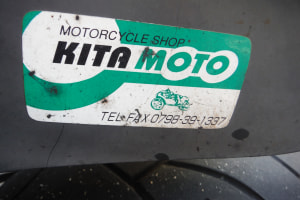 MOTORCYCLE SHOP
KITA MOTO
TEL・FAX 0798-39-1337